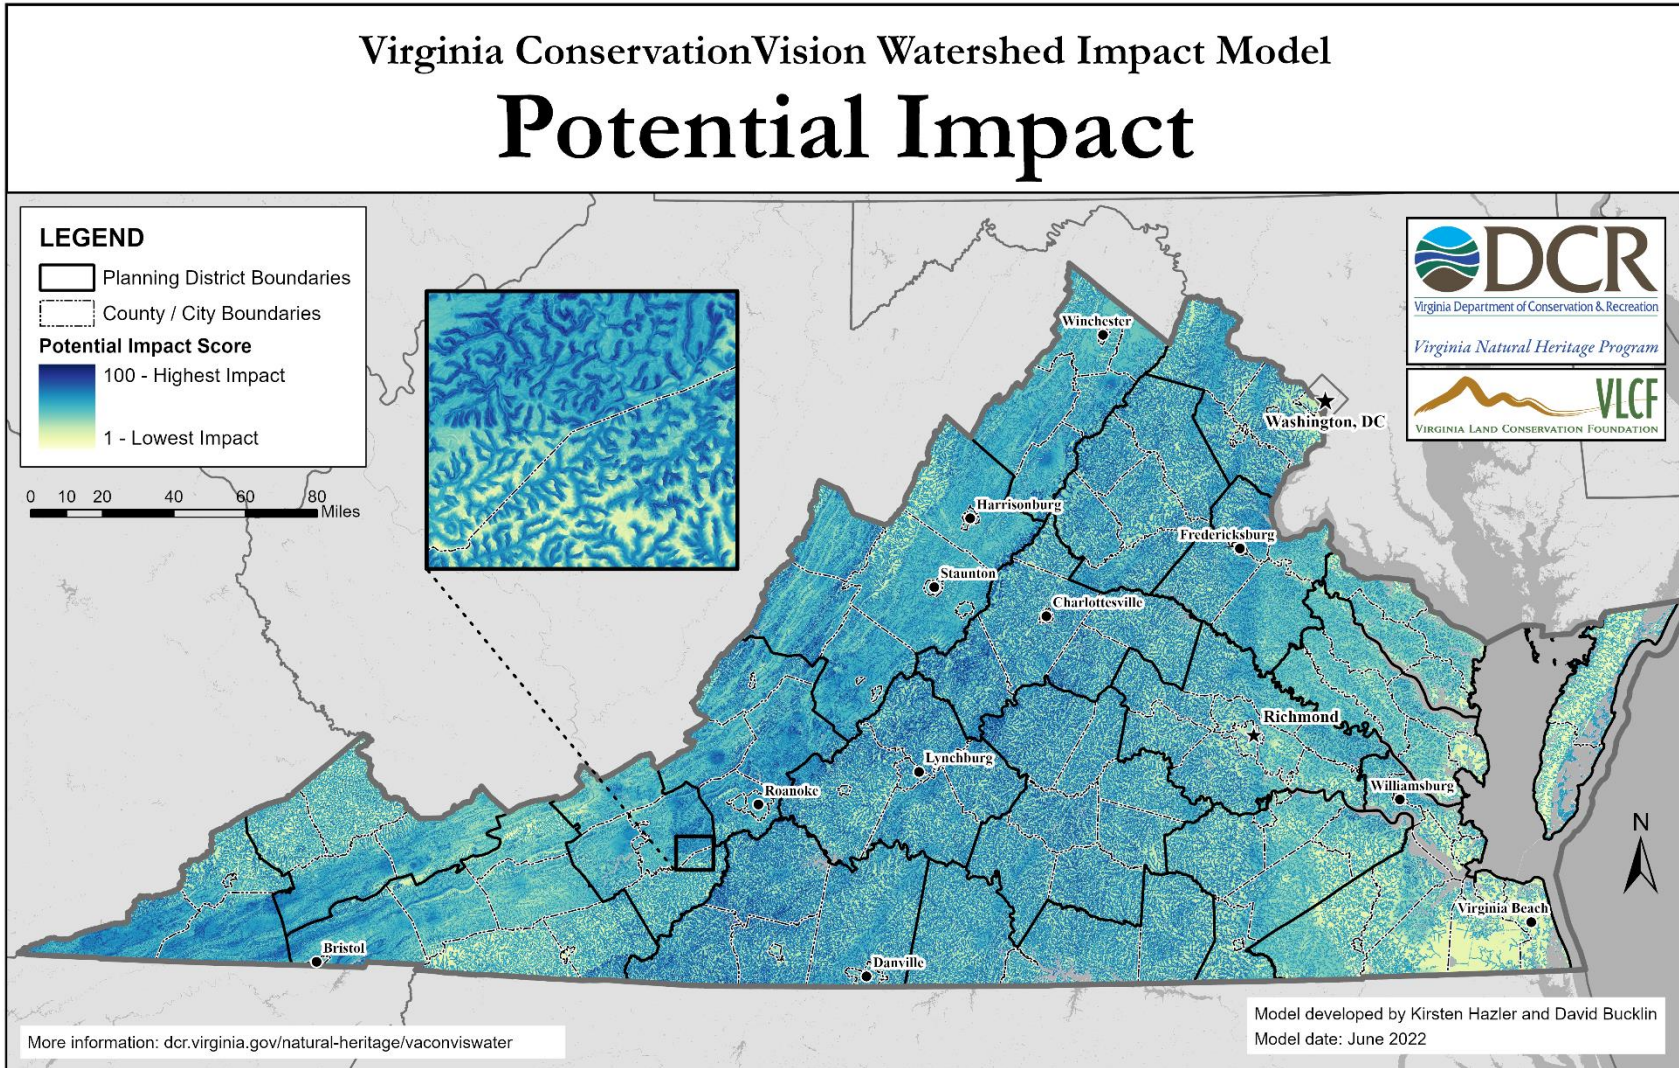 Virginia ConservationVision Watershed Impact Model
Potential Impact
LEGEND
Planning District Boundaries
County / City Boundaries
Potential Impact Score
100 - Highest Impact
1 - Lowest Impact
0 10 20 40 60 80 Miles
DCR
Virginia Department of Conservation & Recreation
Virginia Natural Heritage Program
VLCF
VIRGINIA LAND CONSERVATION FOUNDATION
Winchester
Washington, DC
Harrisonburg
Fredericksburg
Staunton
Charlottesville
Richmond
Lynchburg
Roanoke
Williamsburg
Virginia Beach
Bristol
Danville
N
More information: dcr.virginia.gov/natural-heritage/vaconviswater
Model developed by Kirsten Hazler and David Bucklin
Model date: June 2022